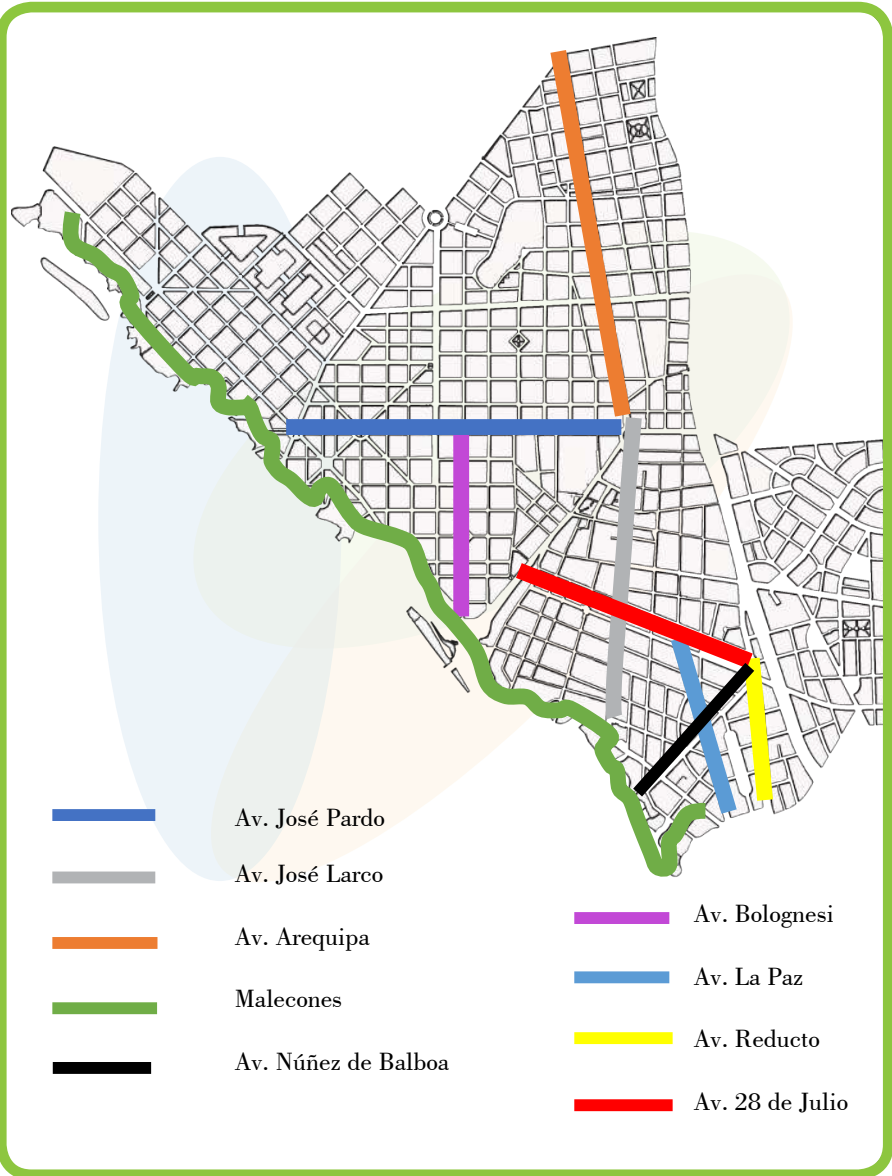 Av. José Pardo
Av. José Larco
Av. Arequipa
Malecones
Av. Núñez de Balboa
Av. Bolognesi
Av. La Paz
Av. Reducto
Av. 28 de Julio